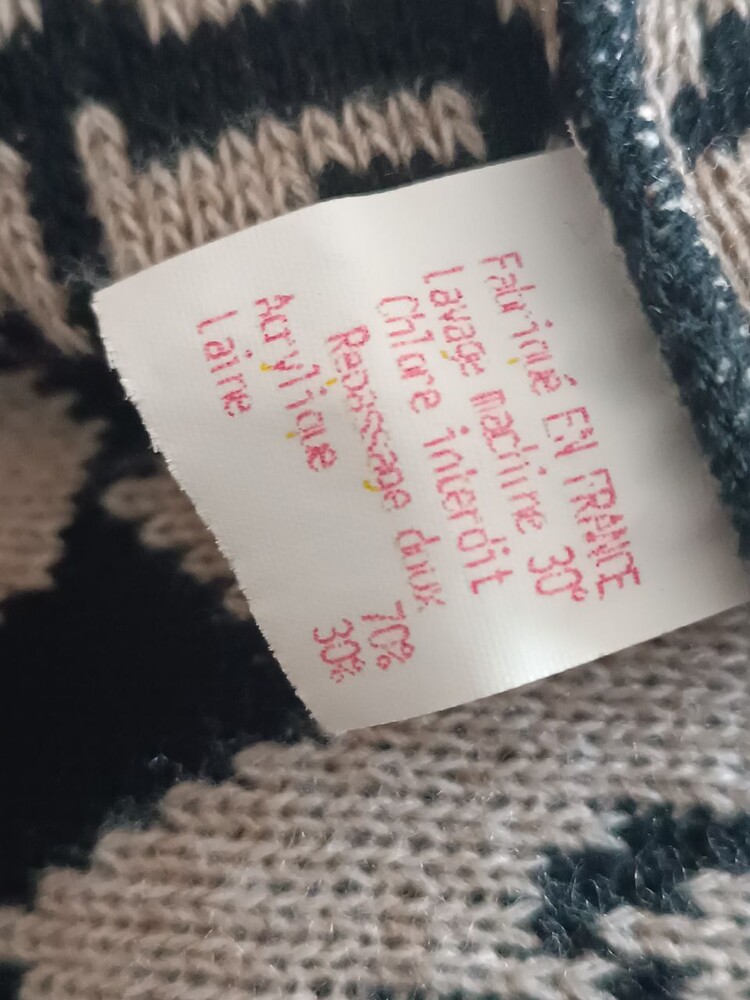 Fabriqué EN FRANCE
Lavage machine 30°
Chlore interdit
Repassage doux
Acrylique 70%
Laine 30%